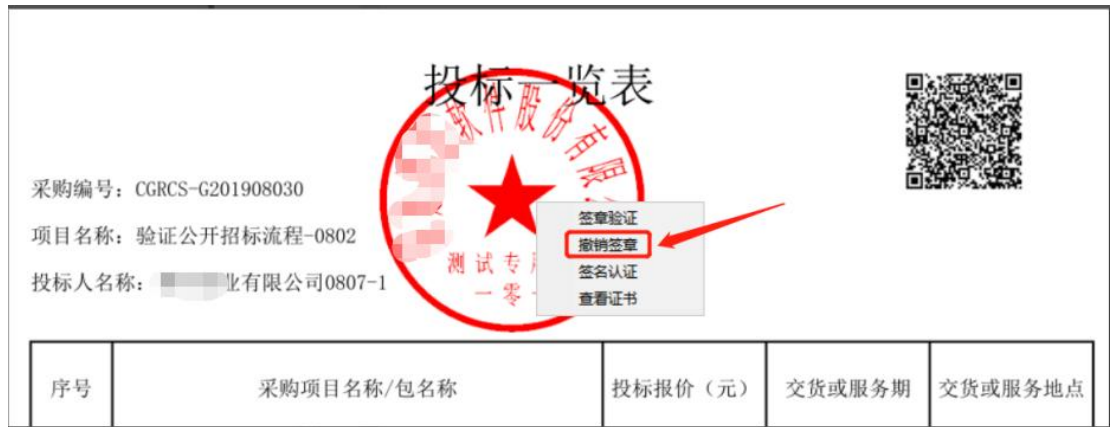 投标一览表
软件股份有限
采购编号：CGRCS-G201908030
项目名称：验证公开招标流程-0802
投标人名称：业有限公司0807-1
测试专
一零一
签章验证
撤销签章
签名认证
查看证书
序号 采购项目名称/包名称 投标报价（元） 交货或服务期 交货或服务地点